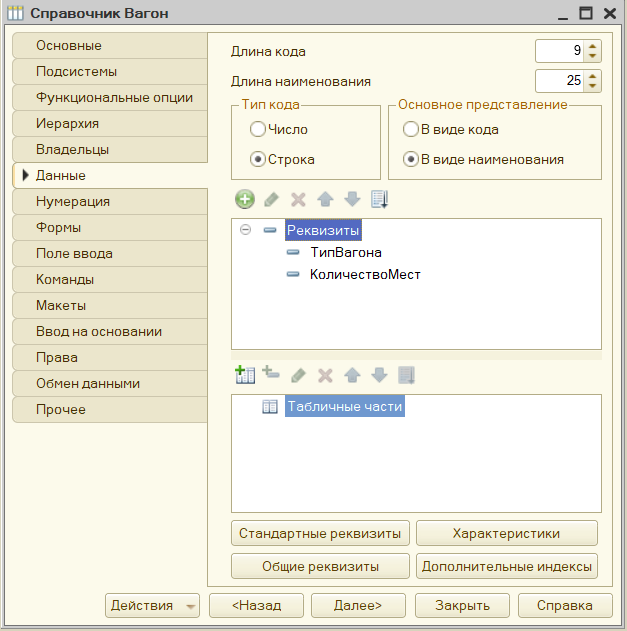 Справочник Вагон
Основные
Подсистемы
Функциональные опции
Иерархия
Владельцы
Данные
Нумерация
Формы
Поле ввода
Команды
Макеты
Ввод на основании
Права
Обмен данными
Прочее
Длина кода 9
Длина наименования 25
Тип кода
Число
Строка
Основное представление
В виде кода
В виде наименования
Реквизиты
ТипВагона
КоличествоМест
Табличные части
Стандартные реквизиты Характеристики
Общие реквизиты Дополнительные индексы
Действия <Назад Далее> Закрыть Справка